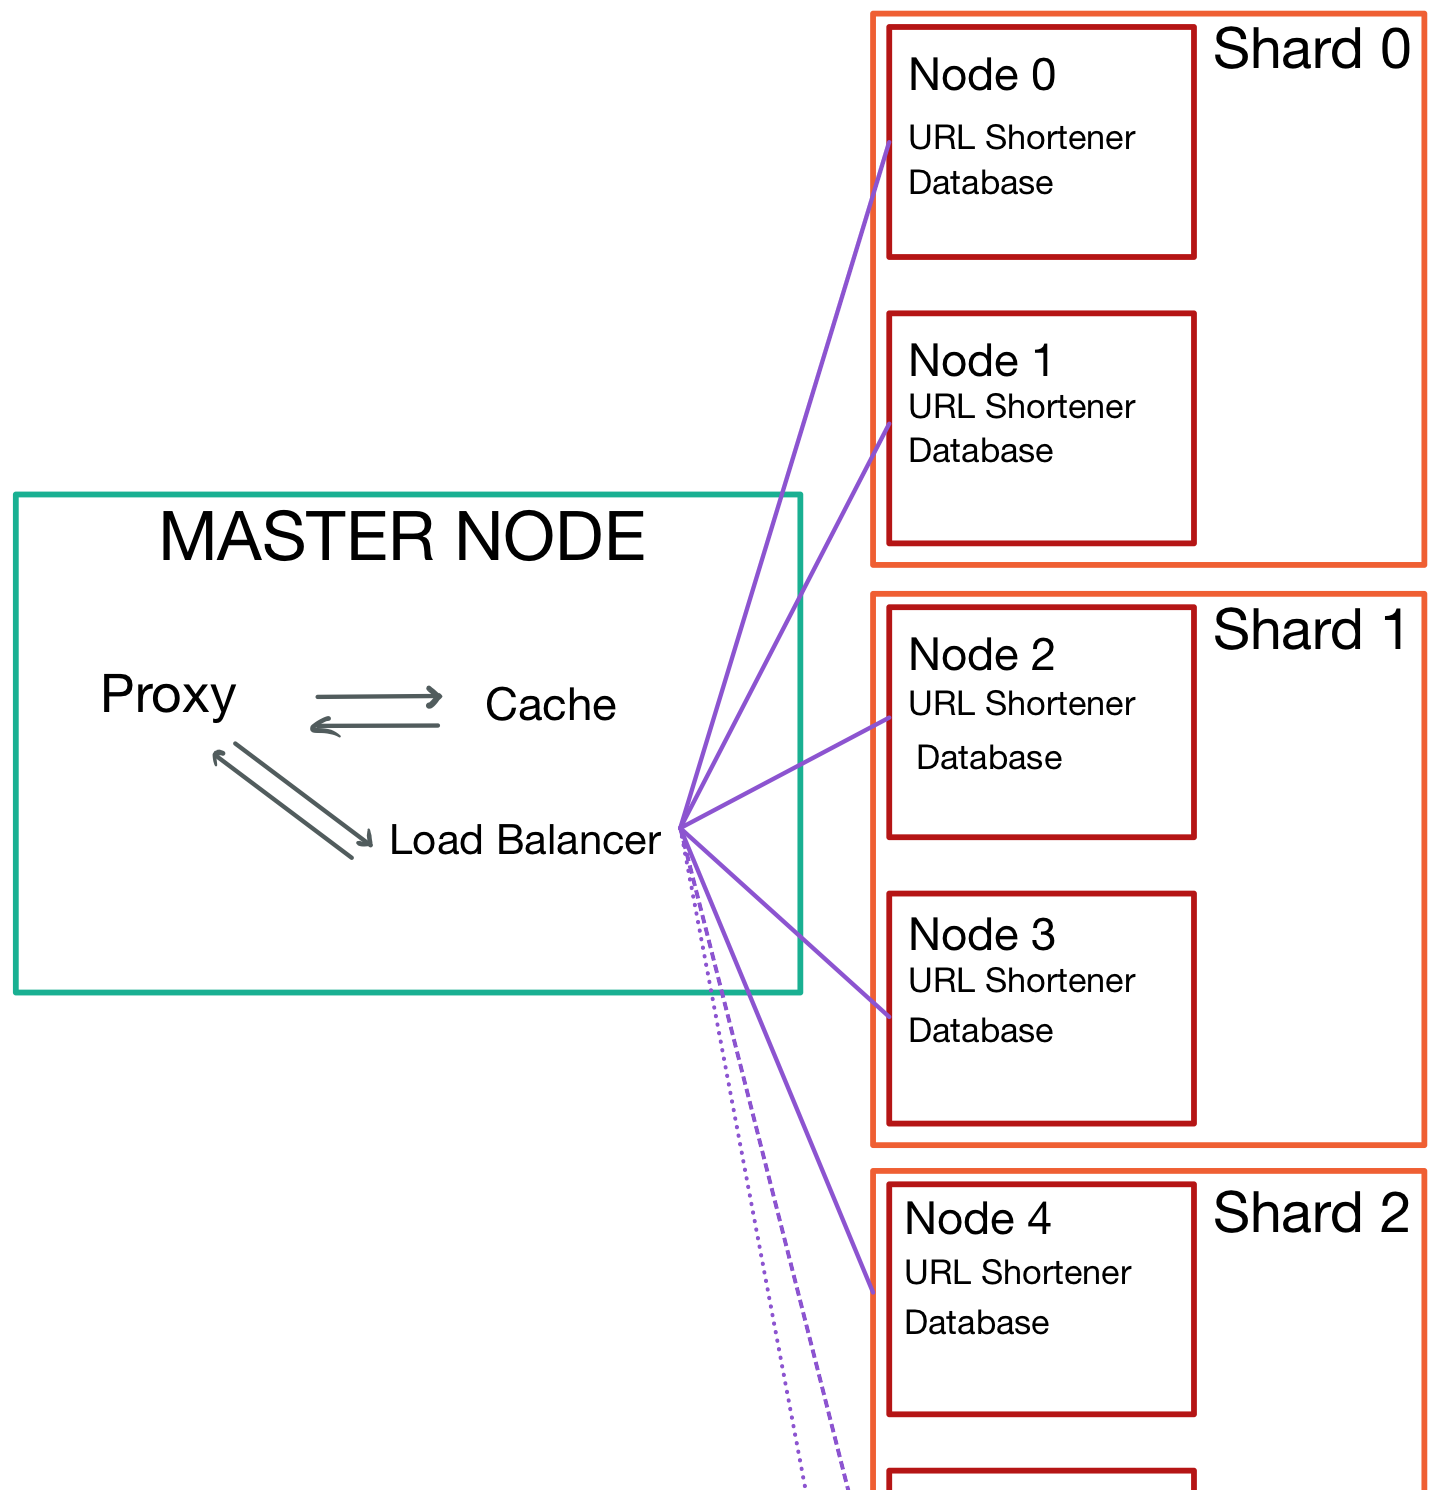 Shard 0
Node 0
URL Shortener
Database
Node 1
URL Shortener
Database
MASTER NODE
Proxy
Cache
Load Balancer
Shard 1
Node 2
URL Shortener
Database
Node 3
URL Shortener
Database
Shard 2
Node 4
URL Shortener
Database